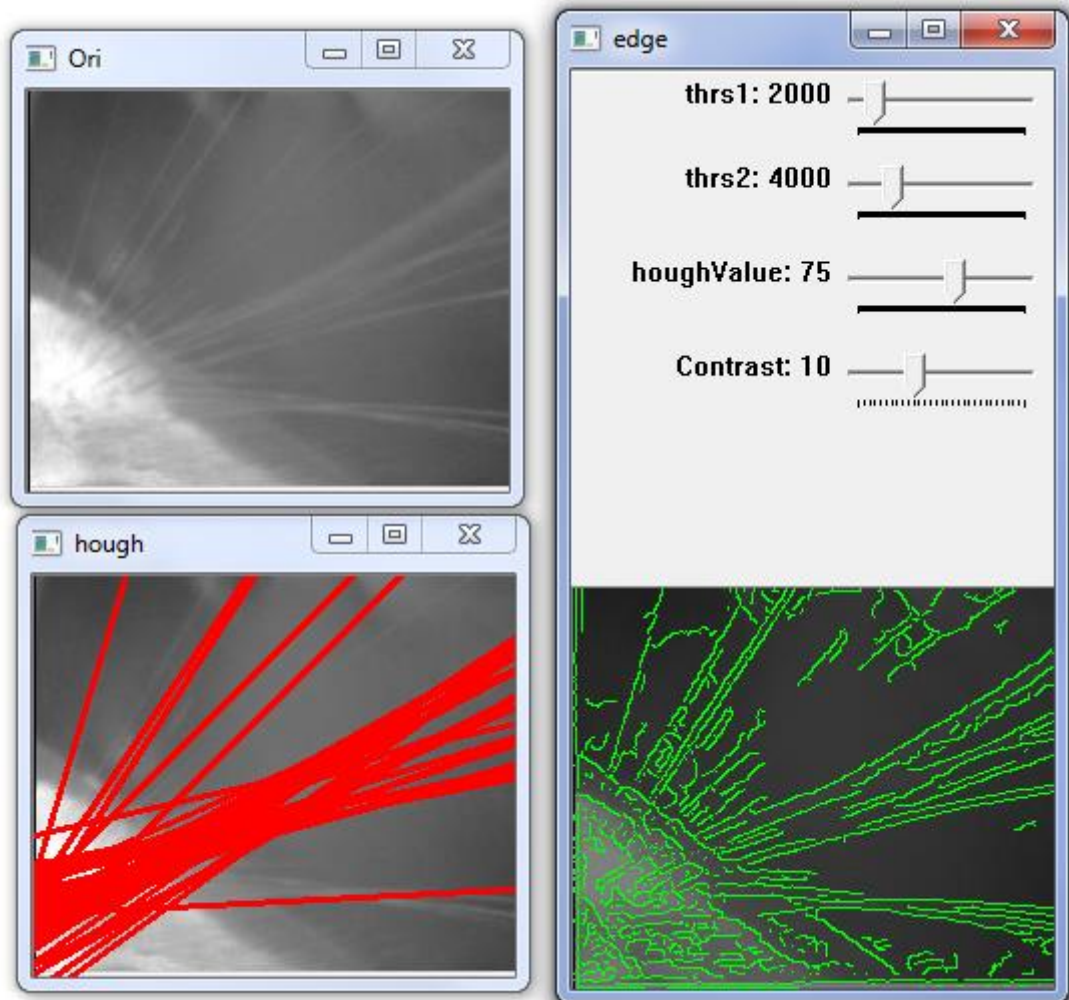 Ori
edge
thrs1: 2000
thrs2: 4000
houghValue: 75
Contrast: 10
hough